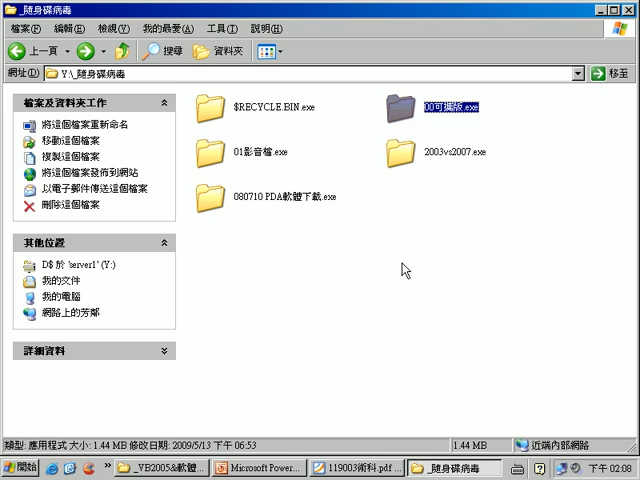 _隨身碟病毒
檔案(F) 編輯(E) 檢視(V) 我的最愛(A) 工具(T) 說明(H)
上一頁 搜尋 資料夾
網址(D) Y:\_隨身碟病毒 移至
檔案及資料夾工作
將這個檔案重新命名
移動這個檔案
複製這個檔案
將這個檔案發佈到網站
以電子郵件傳送這個檔案
刪除這個檔案
其他位置
D$ 於 'server1' (Y:)
我的文件
我的電腦
網路上的芳鄰
詳細資料
$RECYCLE.BIN.exe
00可攜版.exe
01影音檔.exe
2003vs2007.exe
080710 PDA軟體下載.exe
類型: 應用程式 大小: 1.44 MB 修改日期: 2009/5/13 下午 06:53 1.44 MB 近端內部網路
開始 » _VB2005&軟體... Microsoft Power... 119003術科.pdf ... _隨身碟病毒 下午 02:08